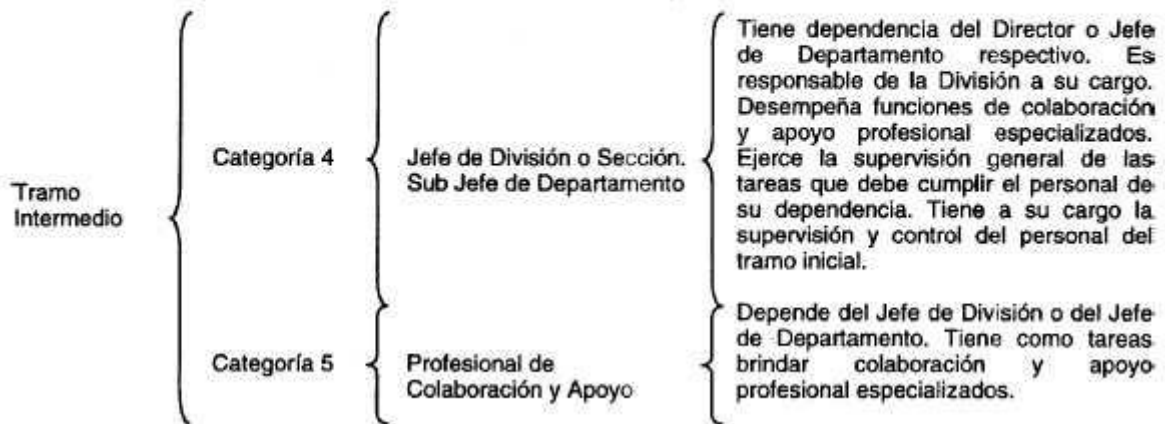 Tramo
Intermedio
Categoría 4
Jefe de División o Sección.
Sub Jefe de Departamento
Tiene dependencia del Director o Jefe
de Departamento respectivo. Es
responsable de la División a su cargo.
Desempeña funciones de colaboración
y apoyo profesional especializados.
Ejerce la supervisión general de las
tareas que debe cumplir el personal de
su dependencia. Tiene a su cargo la
supervisión y control del personal del
tramo inicial.
Categoría 5
Profesional de
Colaboración y Apoyo
Depende del Jefe de División o del Jefe
de Departamento. Tiene como tareas
brindar colaboración y apoyo
profesional especializados.